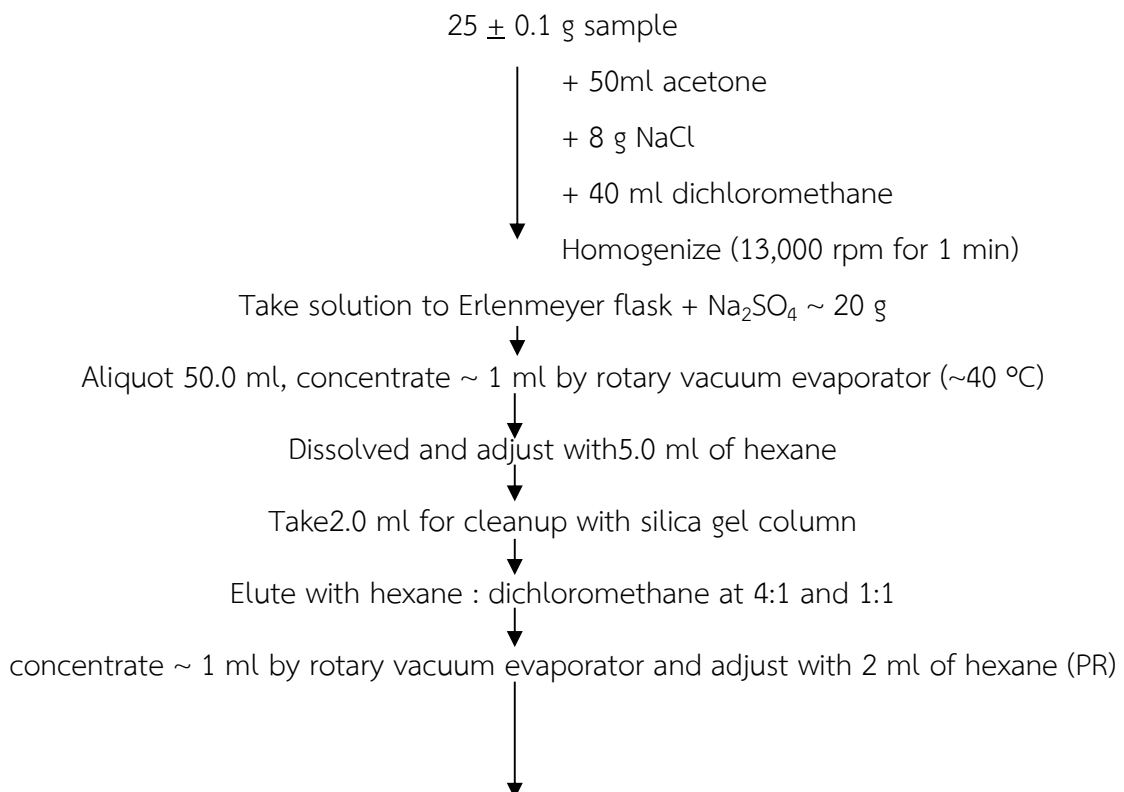 25 ± 0.1 g sample
+ 50ml acetone
+ 8 g NaCl
+ 40 ml dichloromethane
Homogenize (13,000 rpm for 1 min)
Take solution to Erlenmeyer flask + Na₂SO₄ ~ 20 g
Aliquot 50.0 ml, concentrate ~ 1 ml by rotary vacuum evaporator (~40 °C)
Dissolved and adjust with5.0 ml of hexane
Take2.0 ml for cleanup with silica gel column
Elute with hexane : dichloromethane at 4:1 and 1:1
concentrate ~ 1 ml by rotary vacuum evaporator and adjust with 2 ml of hexane (PR)